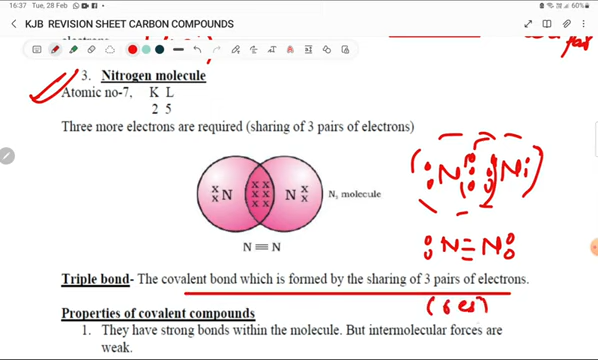 16:37 Tue, 28 Feb
60%
KJB REVISION SHEET CARBON COMPOUNDS
3. Nitrogen molecule
Atomic no-7, K L
2 5
Three more electrons are required (sharing of 3 pairs of electrons)
x x N x x x x x x N x x
N₂ molecule
N ≡ N
N N
N ≡ N
Triple bond- The covalent bond which is formed by the sharing of 3 pairs of electrons.
Properties of covalent compounds
1. They have strong bonds within the molecule. But intermolecular forces are
weak.